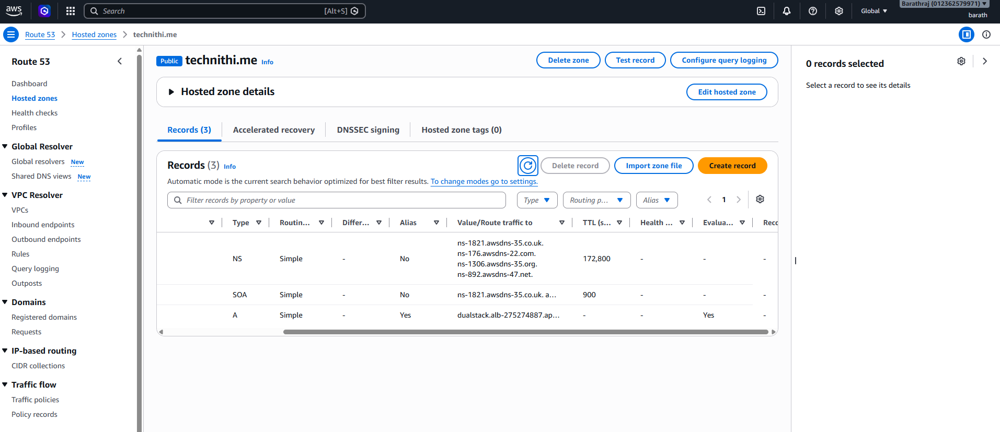 aws
Search
[Alt+S]
Global
Barathraj (012362579971)
barath
Route 53
Hosted zones
technithi.me
Route 53
Dashboard
Hosted zones
Health checks
Profiles
Global Resolver
Global resolvers New
Shared DNS views New
VPC Resolver
VPCs
Inbound endpoints
Outbound endpoints
Rules
Query logging
Outposts
Domains
Registered domains
Requests
IP-based routing
CIDR collections
Traffic flow
Traffic policies
Policy records
Public technithi.me Info
Delete zone
Test record
Configure query logging
Hosted zone details
Edit hosted zone
Records (3)
Accelerated recovery
DNSSEC signing
Hosted zone tags (0)
Records (3) Info
Delete record
Import zone file
Create record
Automatic mode is the current search behavior optimized for best filter results. To change modes go to settings.
Filter records by property or value
Type
Routing p...
Alias
1
Type Routin... Differ... Alias Value/Route traffic to TTL (s... Health ... Evalua... Recc
NS Simple - No ns-1821.awsdns-35.co.uk. 172,800 - - -
ns-176.awsdns-22.com.
ns-1306.awsdns-35.org.
ns-892.awsdns-47.net.
SOA Simple - No ns-1821.awsdns-35.co.uk. a... 900 - - -
A Simple - Yes dualstack.alb-275274887.ap... - - Yes -
0 records selected
Select a record to see its details